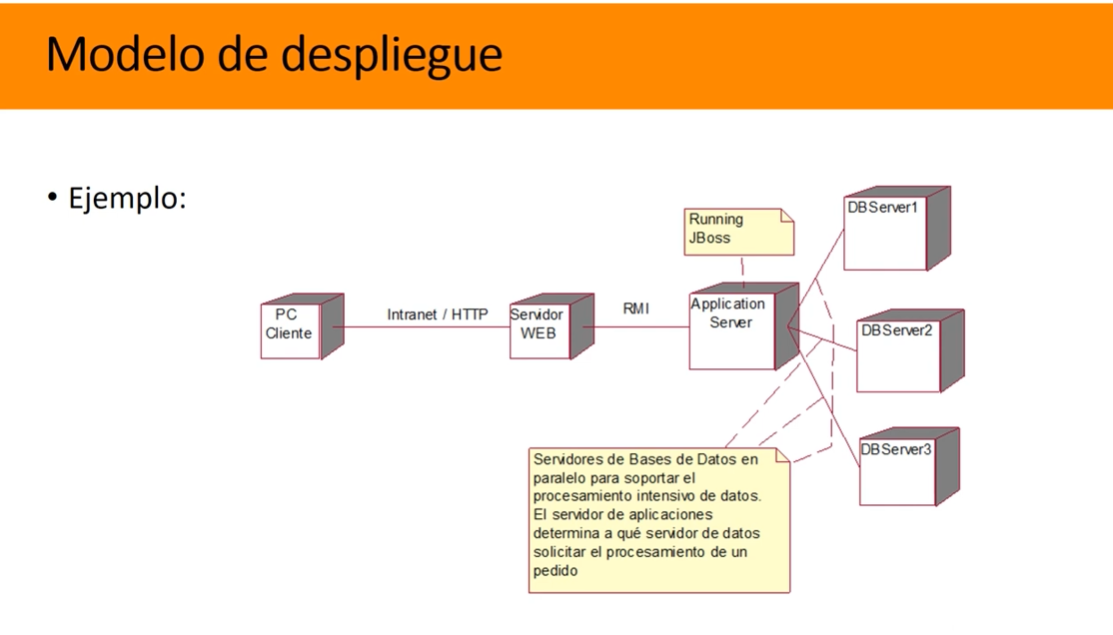 Modelo de despliegue
• Ejemplo:
Running
JBoss
DBServer1
PC
Cliente
Intranet / HTTP
Servidor
WEB
RMI
Application
Server
DBServer2
DBServer3
Servidores de Bases de Datos en
paralelo para soportar el
procesamiento intensivo de datos.
El servidor de aplicaciones
determina a qué servidor de datos
solicitar el procesamiento de un
pedido